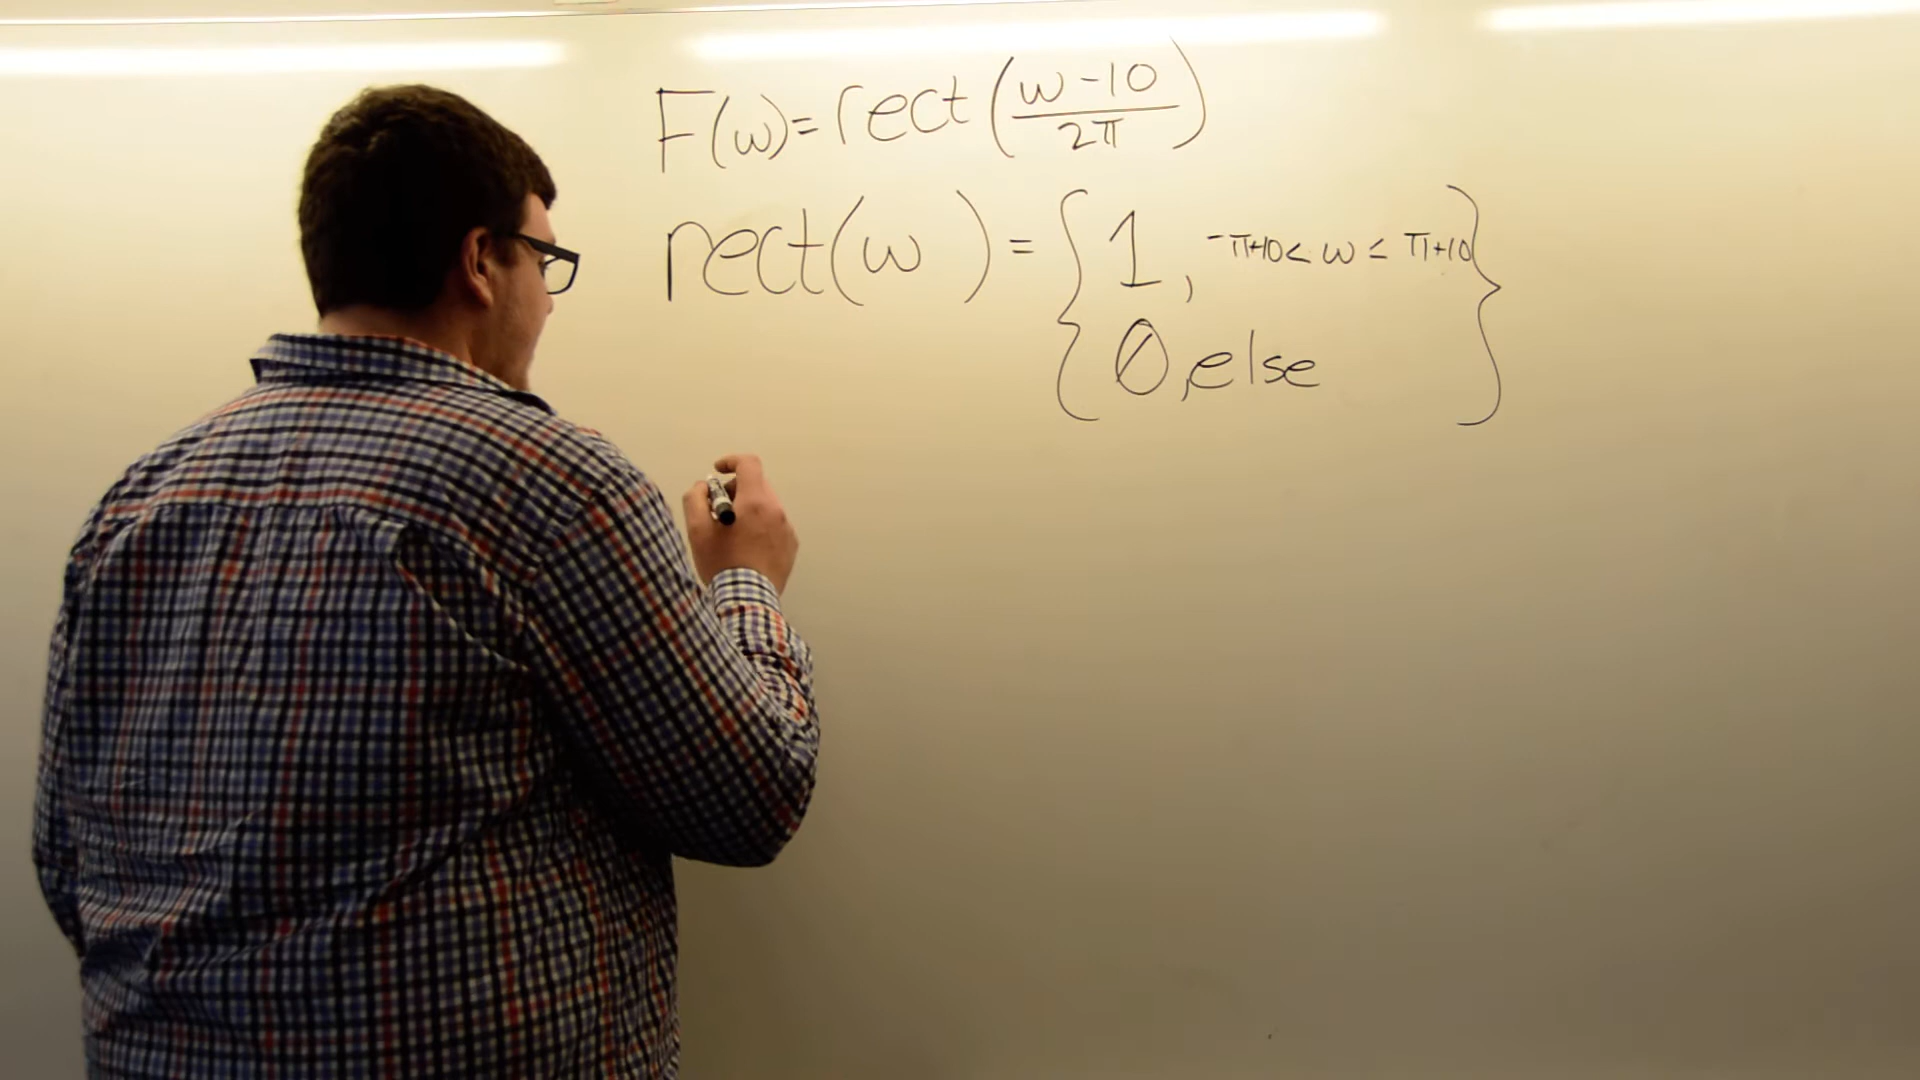 F(ω)=rect(ω-10/2π)
rect(ω )={1, -π+10< ω ≤ π+10}
0,else